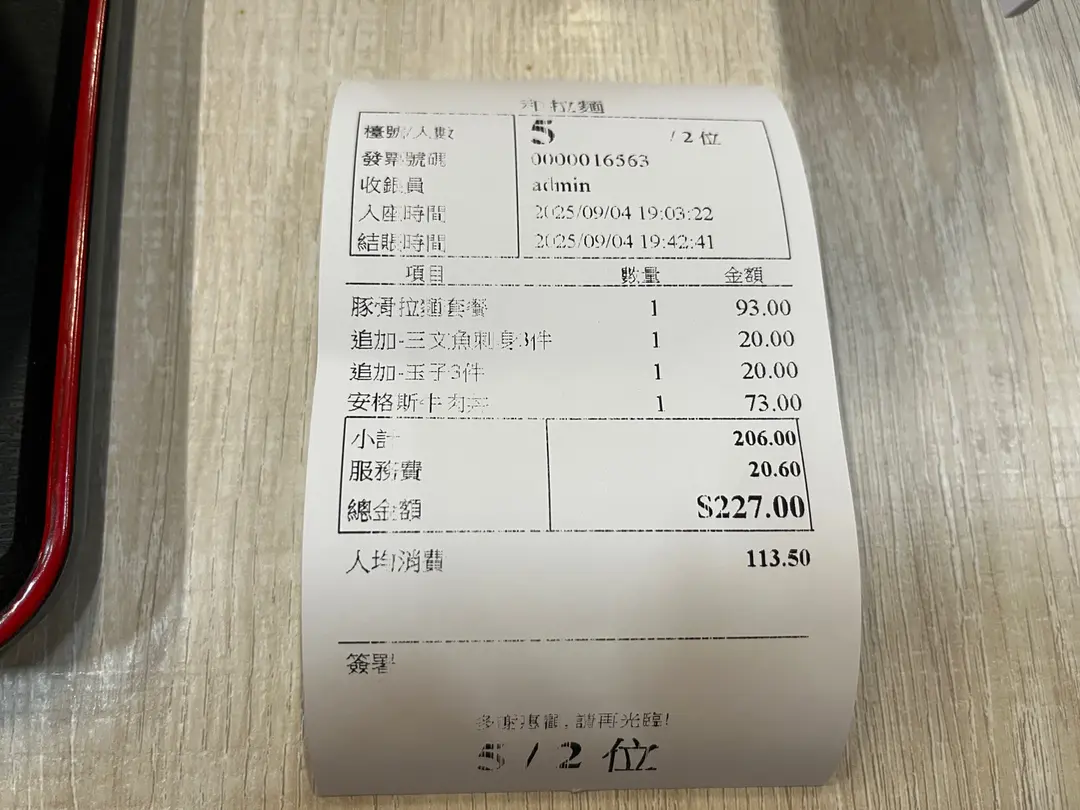 拉麵
檯號/人數 5 / 2 位
發票號碼 0000016563
收銀員 admin
入座時間 2025/09/04 19:03:22
結賬時間 2025/09/04 19:42:41
項目 數量 金額
豚骨拉麵套餐 1 93.00
追加-三文魚刺身3件 1 20.00
追加-玉子3件 1 20.00
安格斯牛肉丼 1 73.00
小計 206.00
服務費 20.60
總金額 $227.00
人均消費 113.50
簽署
多謝惠顧, 請再光臨!
5 / 2 位